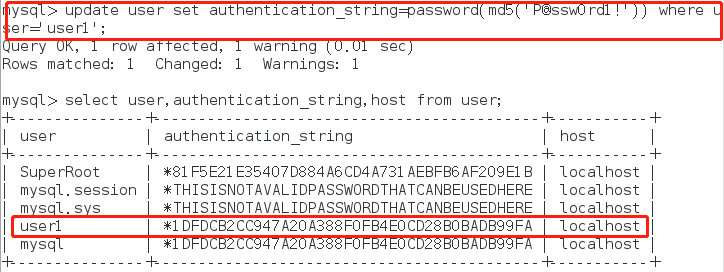 mysql> update user set authentication_string=password(md5('P@ssw0rd1!')) where u
ser='user1';
Query OK, 1 row affected, 1 warning (0.01 sec)
Rows matched: 1  Changed: 1  Warnings: 1
mysql> select user,authentication_string,host from user;
+---------------+-------------------------------------------+-----------+
| user          | authentication_string                     | host      |
+---------------+-------------------------------------------+-----------+
| SuperRoot     | *81F5E21E35407D884A6CD4A731AEBFB6AF209E1B | localhost |
| mysql.session | *THISISNOTAVALIDPASSWORDTHATCANBEUSEDHERE | localhost |
| mysql.sys     | *THISISNOTAVALIDPASSWORDTHATCANBEUSEDHERE | localhost |
| user1         | *1DFDCB2CC947A20A388F0FB4E0CD28B0BADB99FA | localhost |
| mysql         | *1DFDCB2CC947A20A388F0FB4E0CD28B0BADB99FA | localhost |